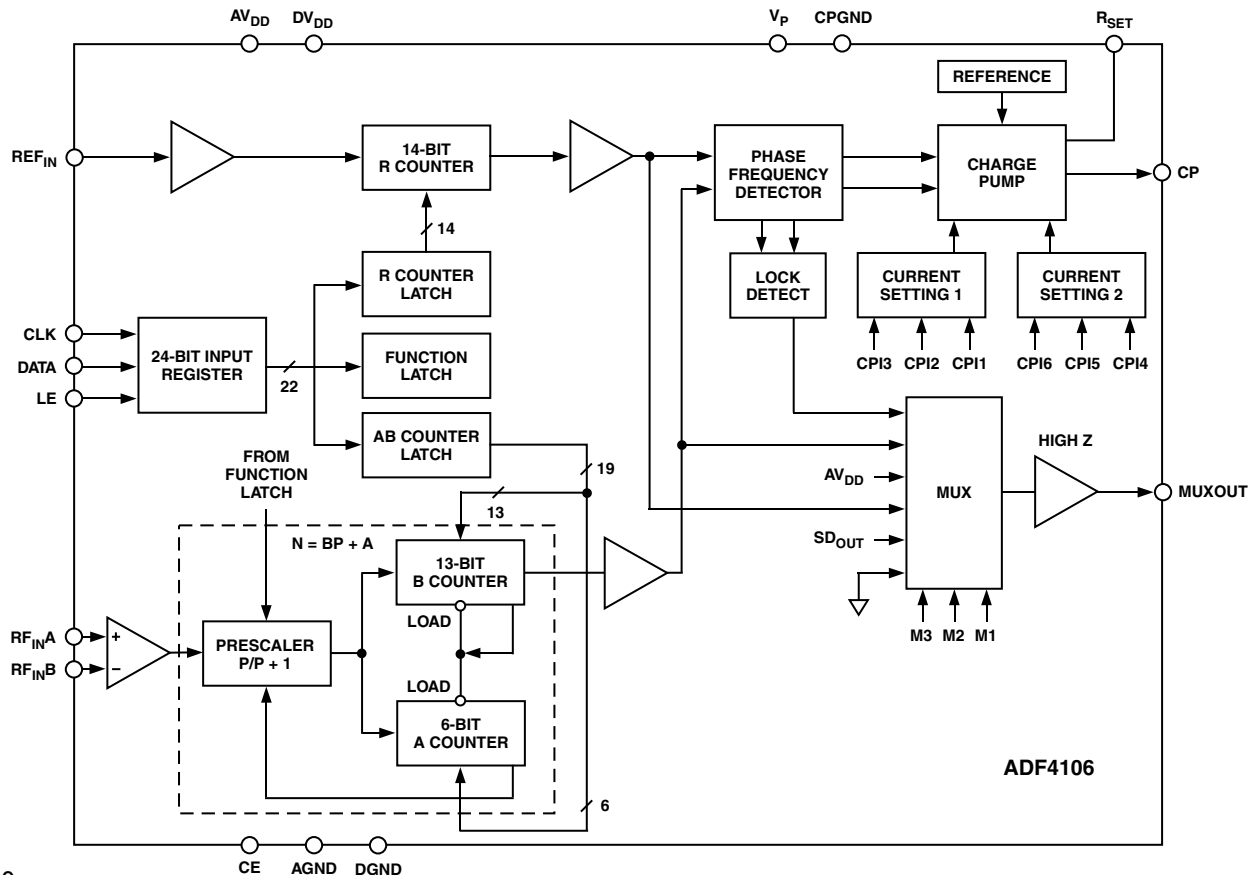 AVDD
DVDD
VP
CPGND
RSET
REFERENCE
REFIN
14-BIT
R COUNTER
PHASE
FREQUENCY
DETECTOR
CHARGE
PUMP
CP
14
R COUNTER
LATCH
LOCK
DETECT
CURRENT
SETTING 1
CURRENT
SETTING 2
CLK
DATA
LE
24-BIT INPUT
REGISTER
22
FUNCTION
LATCH
CPI3
CPI2
CPI1
CPI6
CPI5
CPI4
AB COUNTER
LATCH
19
13
FROM
FUNCTION
LATCH
AVDD
SDOUT
MUX
HIGH Z
MUXOUT
M3
M2
M1
N = BP + A
13-BIT
B COUNTER
LOAD
RFINA
RFINB
+
–
PRESCALER
P/P + 1
LOAD
6-BIT
A COUNTER
6
ADF4106
CE
AGND
DGND